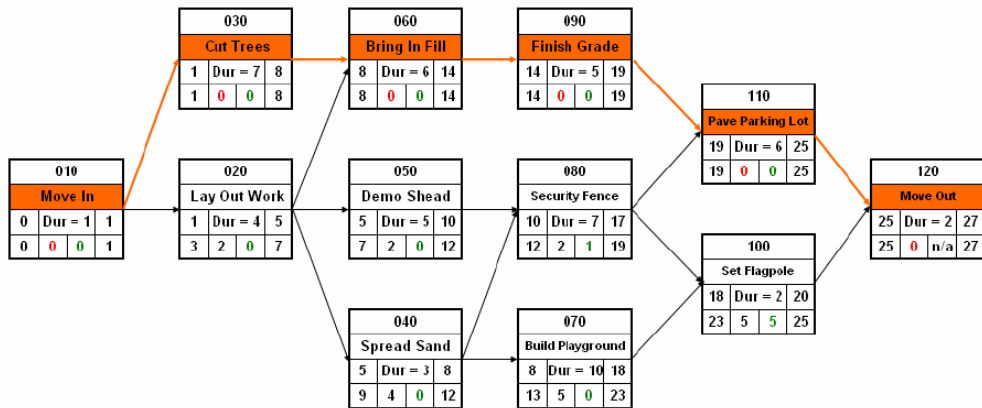 030
Cut Trees
1 Dur = 7 8
1 0 0 8
060
Bring In Fill
8 Dur = 6 14
8 0 0 14
090
Finish Grade
14 Dur = 5 19
14 0 0 19
110
Pave Parking Lot
19 Dur = 6 25
19 0 0 25
010
Move In
0 Dur = 1 1
0 0 0 1
020
Lay Out Work
1 Dur = 4 5
3 2 0 7
050
Demo Shead
5 Dur = 5 10
7 2 0 12
080
Security Fence
10 Dur = 7 17
12 2 1 19
120
Move Out
25 Dur = 2 27
25 0 n/a 27
100
Set Flagpole
18 Dur = 2 20
23 5 5 25
040
Spread Sand
5 Dur = 3 8
9 4 0 12
070
Build Playground
8 Dur = 10 18
13 5 0 23